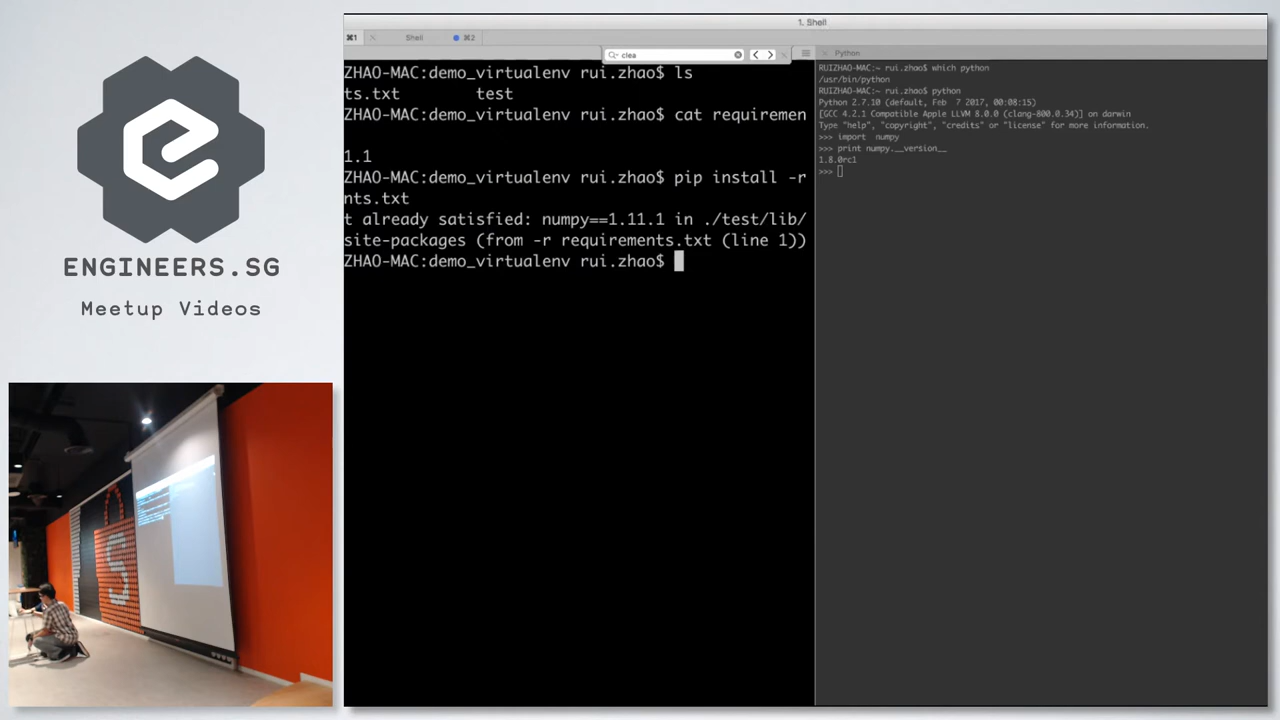 ENGINEERS.SG
Meetup Videos
1. Shell
⌘1
Shell
⌘2
clea
ZHAO-MAC:demo_virtualenv rui.zhao$ ls
ts.txt test
ZHAO-MAC:demo_virtualenv rui.zhao$ cat requiremen
1.1
ZHAO-MAC:demo_virtualenv rui.zhao$ pip install -r
nts.txt
t already satisfied: numpy==1.11.1 in ./test/lib/
site-packages (from -r requirements.txt (line 1))
ZHAO-MAC:demo_virtualenv rui.zhao$
Python
RUIZHAO-MAC:~ rui.zhao$ which python
/usr/bin/python
RUIZHAO-MAC:~ rui.zhao$ python
Python 2.7.10 (default, Feb 7 2017, 00:08:15)
[GCC 4.2.1 Compatible Apple LLVM 8.0.0 (clang-800.0.34)] on darwin
Type "help", "copyright", "credits" or "license" for more information.
>>> import numpy
>>> print numpy.__version__
1.8.0rc1
>>>